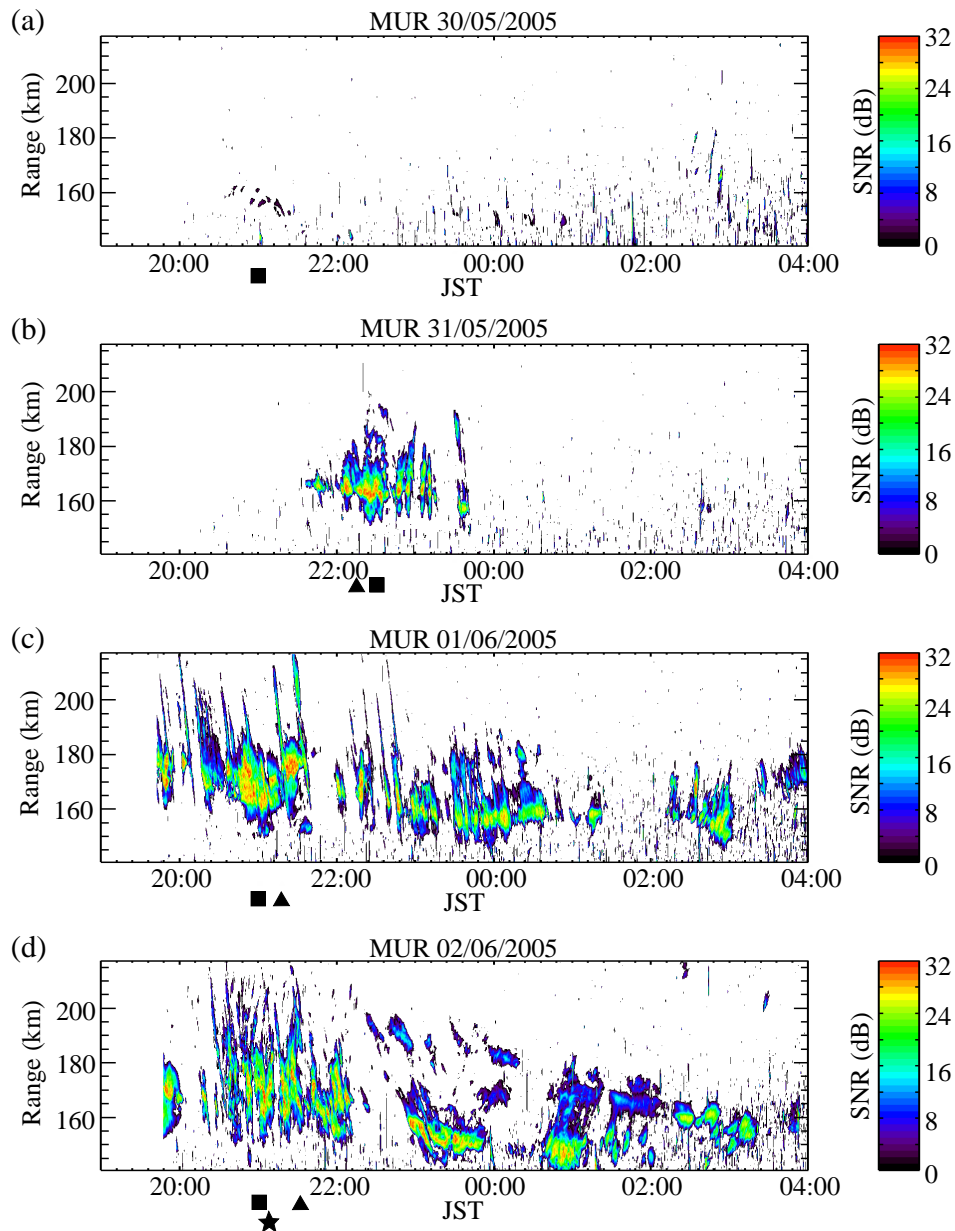 (a)
MUR 30/05/2005
Range (km)
200
180
160
20:00 22:00 00:00 02:00 04:00
JST
SNR (dB)
32
24
16
8
0
(b)
MUR 31/05/2005
Range (km)
200
180
160
20:00 22:00 00:00 02:00 04:00
JST
SNR (dB)
32
24
16
8
0
(c)
MUR 01/06/2005
Range (km)
200
180
160
20:00 22:00 00:00 02:00 04:00
JST
SNR (dB)
32
24
16
8
0
(d)
MUR 02/06/2005
Range (km)
200
180
160
20:00 22:00 00:00 02:00 04:00
JST
SNR (dB)
32
24
16
8
0